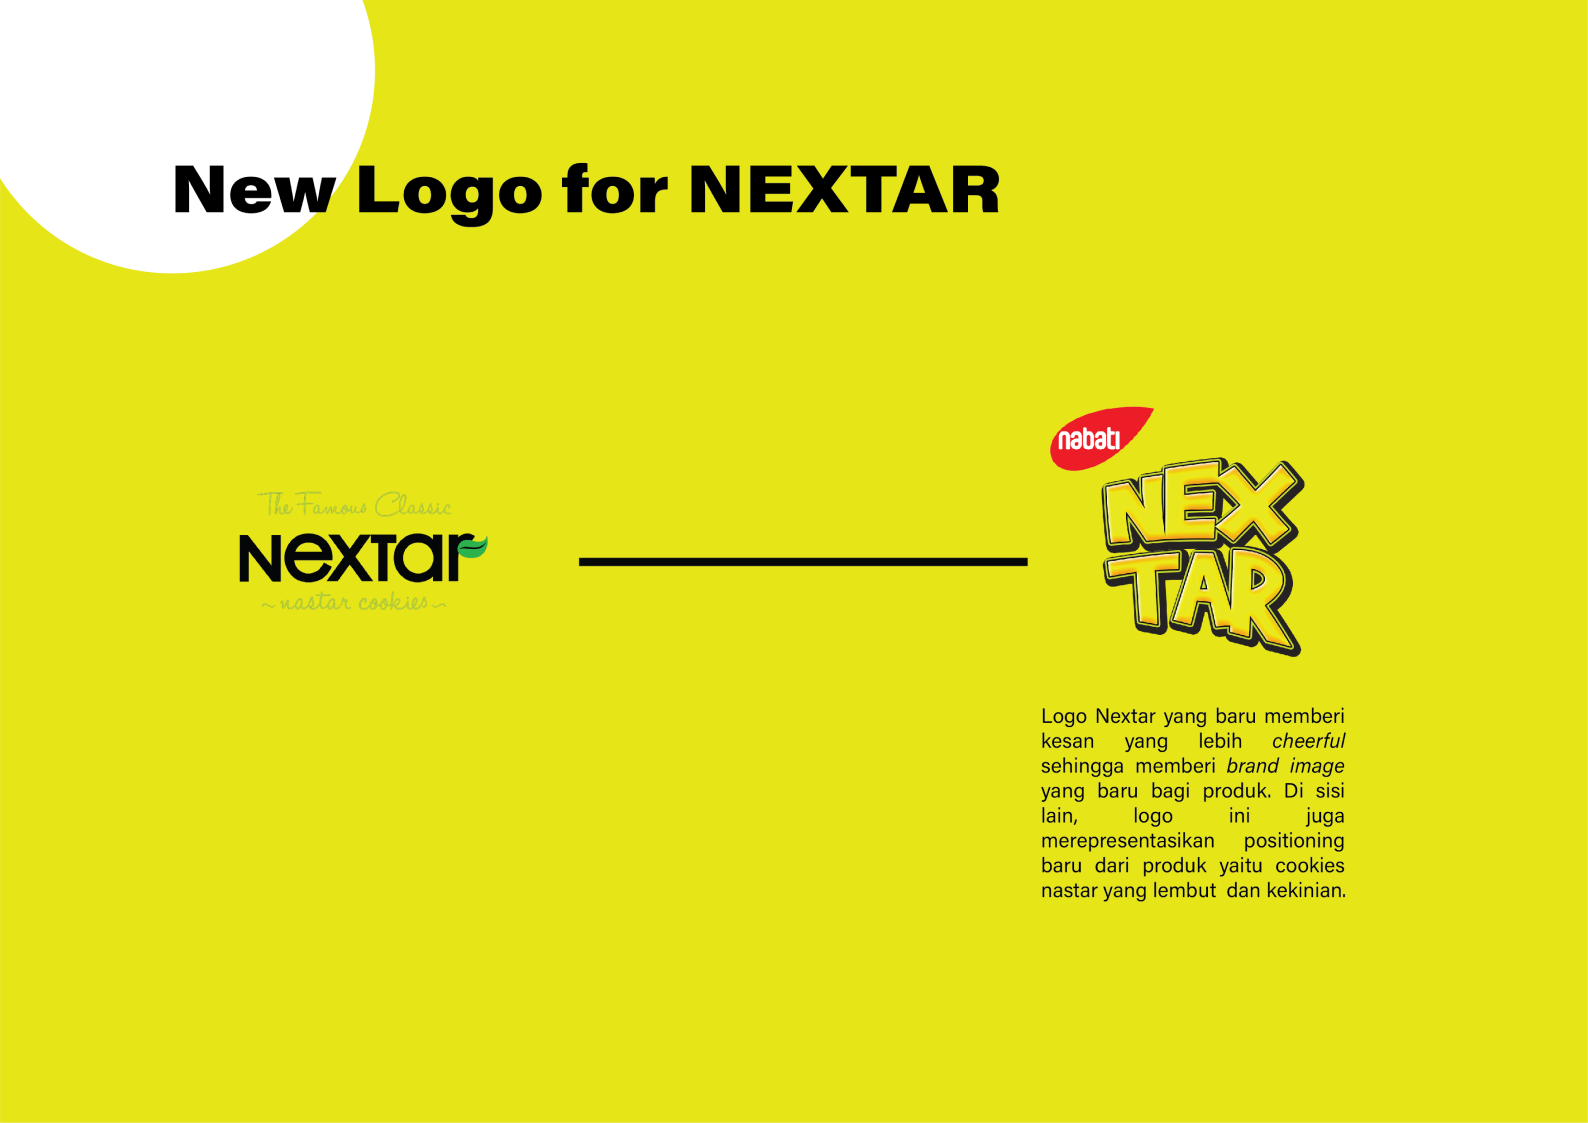 New Logo for NEXTAR
The Famous Classic
Nextar
~ nastar cookies ~
nabati
NEX
TAR
Logo Nextar yang baru memberi
kesan yang lebih cheerful
sehingga memberi brand image
yang baru bagi produk. Di sisi
lain, logo ini juga
merepresentasikan positioning
baru dari produk yaitu cookies
nastar yang lembut dan kekinian.